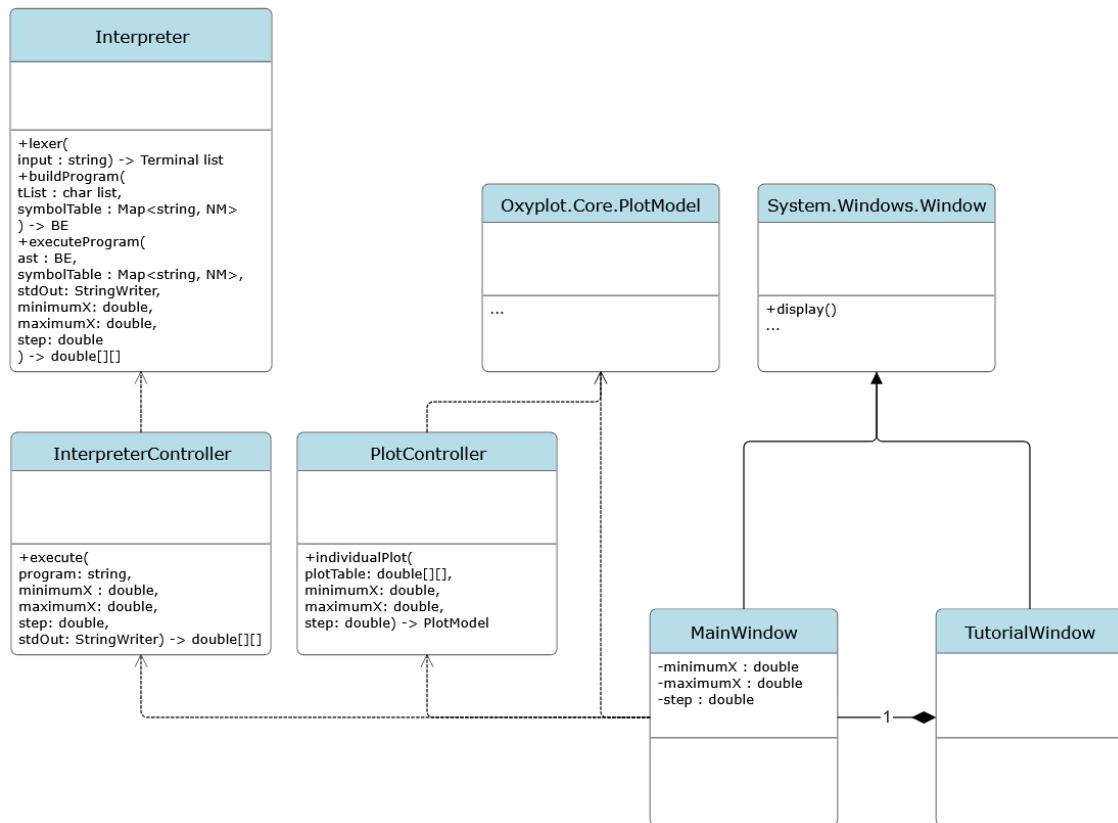 Interpreter
+lexer(
input : string) -> Terminal list
+buildProgram(
tList : char list,
symbolTable : Map<string, NM>
) -> BE
+executeProgram(
ast : BE,
symbolTable : Map<string, NM>,
stdOut: StringWriter,
minimumX: double,
maximumX: double,
step: double
) -> double[][]
Oxyplot.Core.PlotModel
...
System.Windows.Window
+display()
...
InterpreterController
+execute(
program: string,
minimumX : double,
maximumX: double,
step: double,
stdOut: StringWriter) -> double[][]
PlotController
+individualPlot(
plotTable: double[][],
minimumX: double,
maximumX: double,
step: double) -> PlotModel
MainWindow
-minimumX : double
-maximumX : double
-step : double
1
TutorialWindow